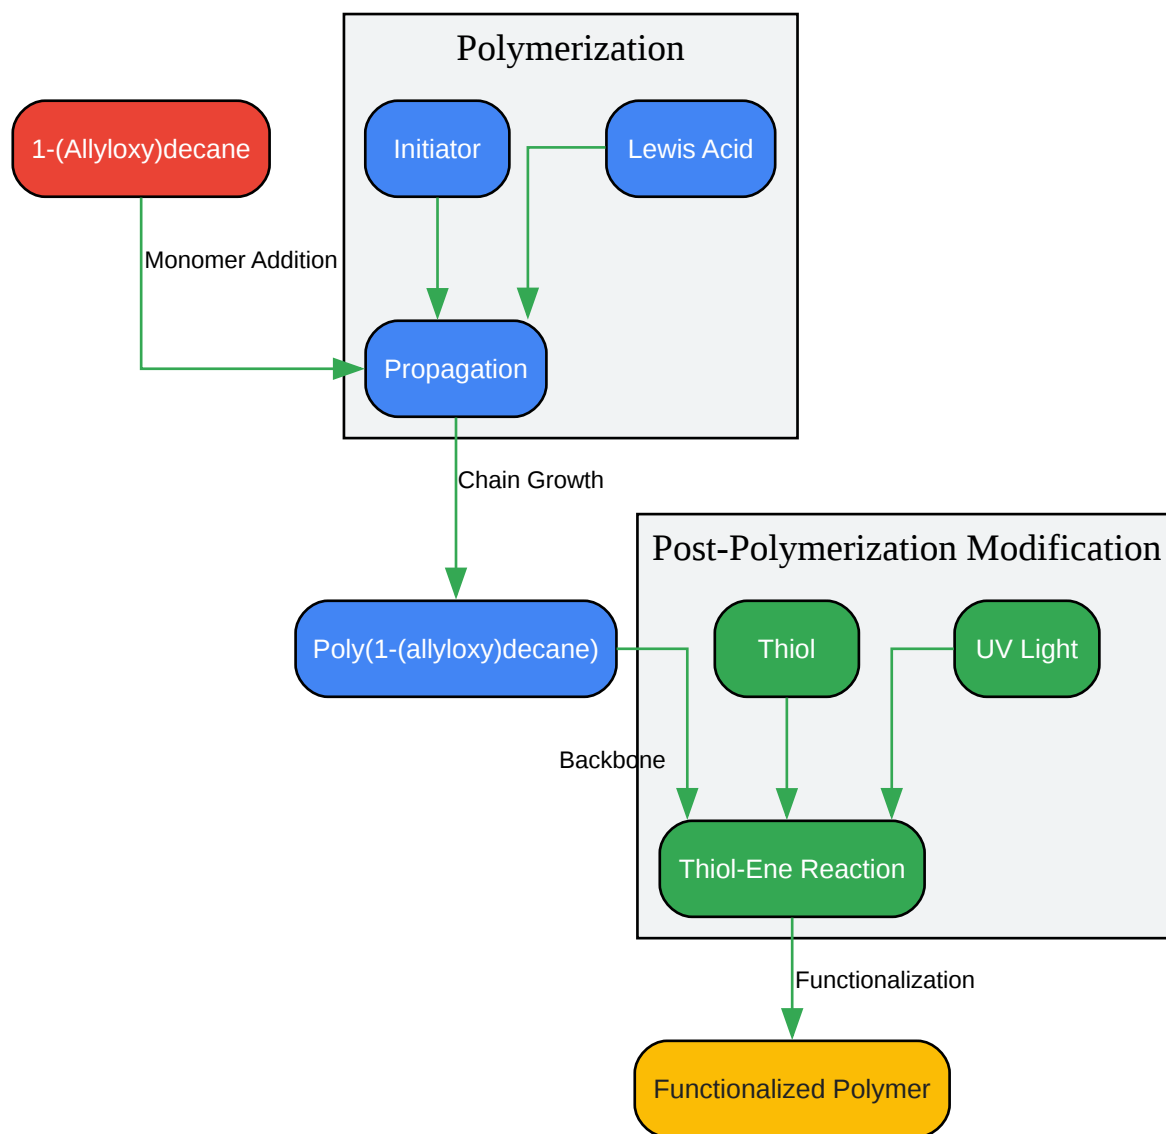 Polymerization
1-(Allyloxy)decane
Initiator
Lewis Acid
Monomer Addition
Propagation
Chain Growth
Post-Polymerization Modification
Poly(1-(allyloxy)decane)
Thiol
UV Light
Backbone
Thiol-Ene Reaction
Functionalization
Functionalized Polymer